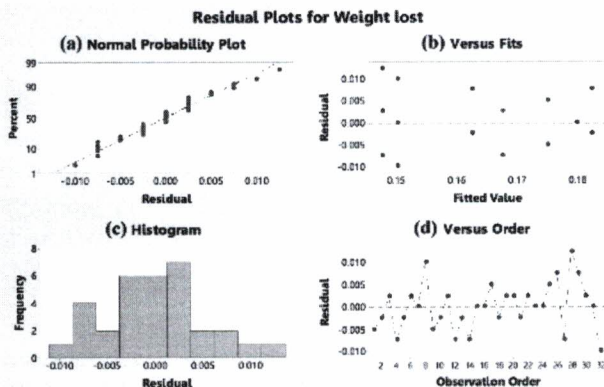 Residual Plots for Weight lost
(a) Normal Probability Plot
(b) Versus Fits
99
90
50
10
1
Percent
-0.010 -0.005 0.000 0.005 0.010
Residual
0.010
0.005
0.000
-0.005
-0.010
Residual
0.15 0.16 0.17 0.18
Fitted Value
(c) Histogram
(d) Versus Order
8
6
4
2
0
Frequency
-0.010 -0.005 0.000 0.005 0.010
Residual
0.010
0.005
0.000
-0.005
-0.010
Residual
2 4 6 8 10 12 14 16 18 20 22 24 26 28 30 32
Observation Order